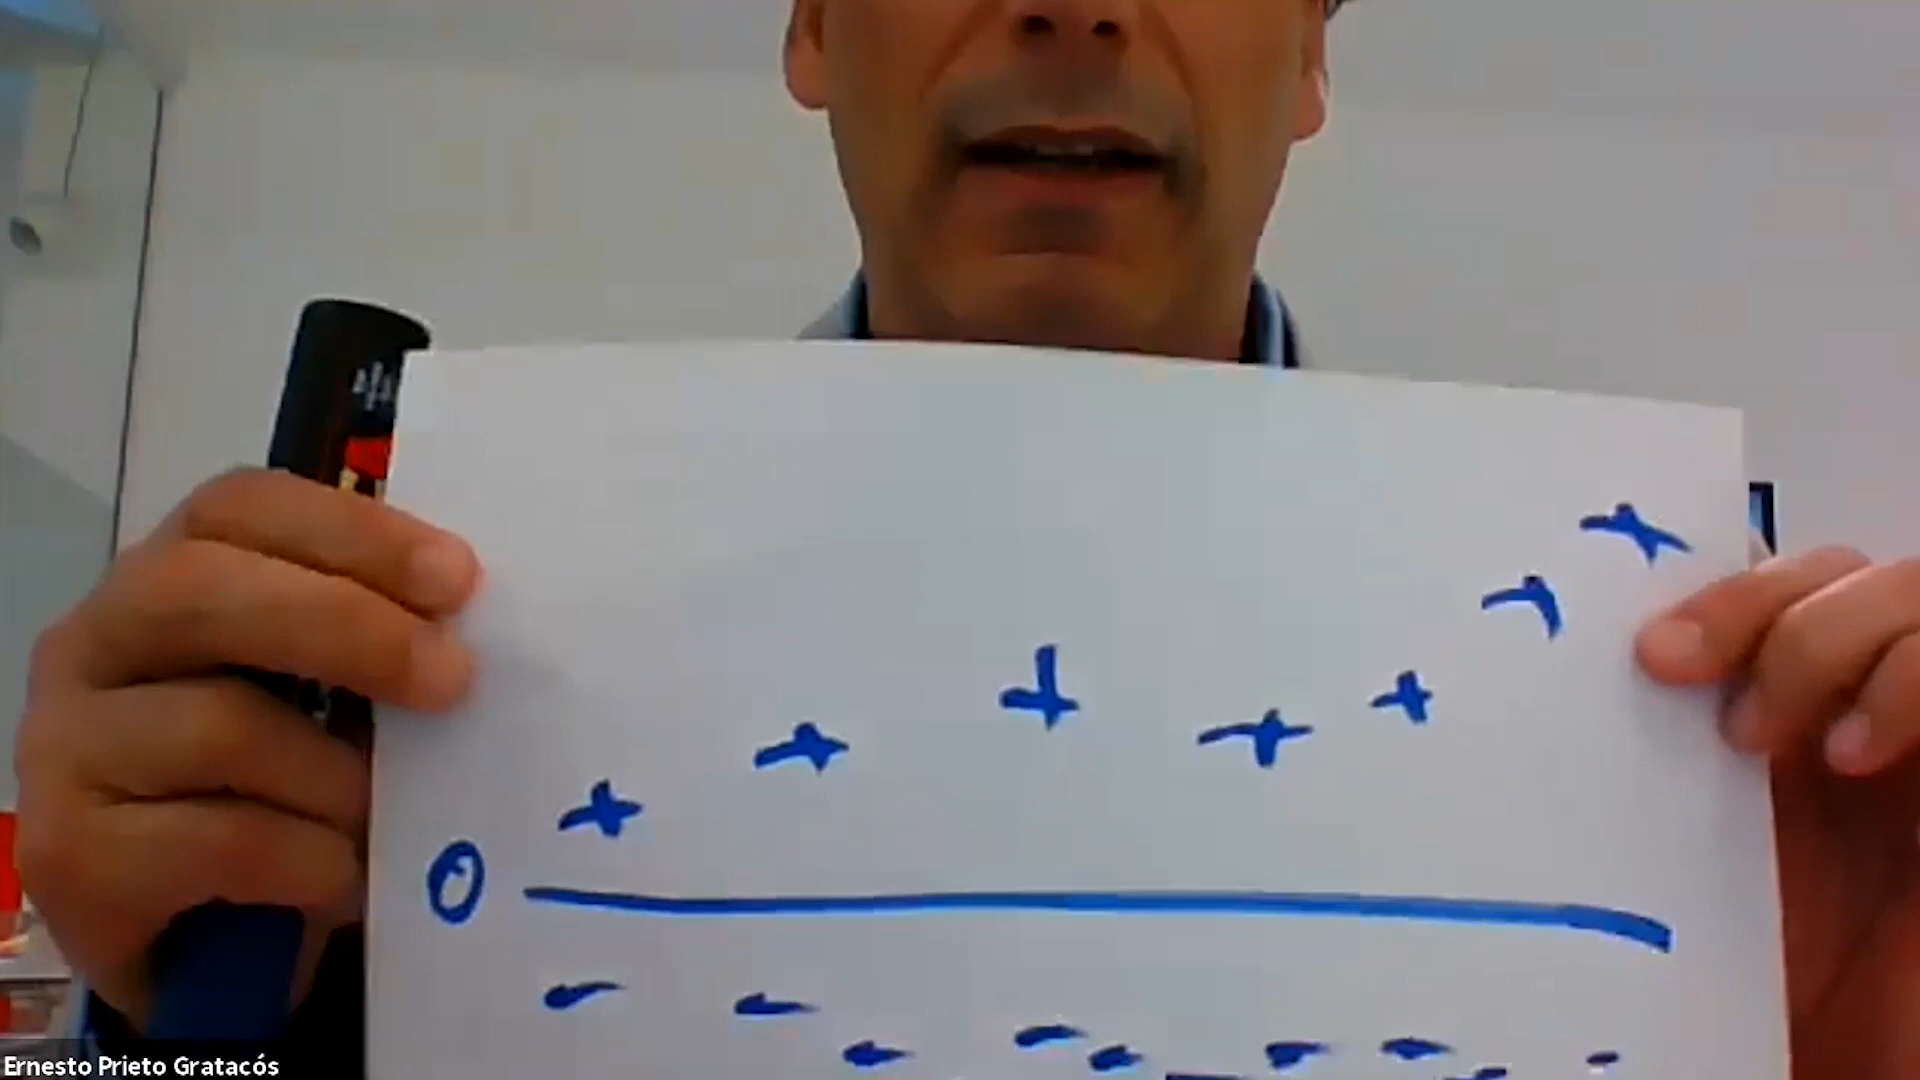 +
+
+ + + + +
0
- - - - - - - - -
Ernesto Prieto Gratacós